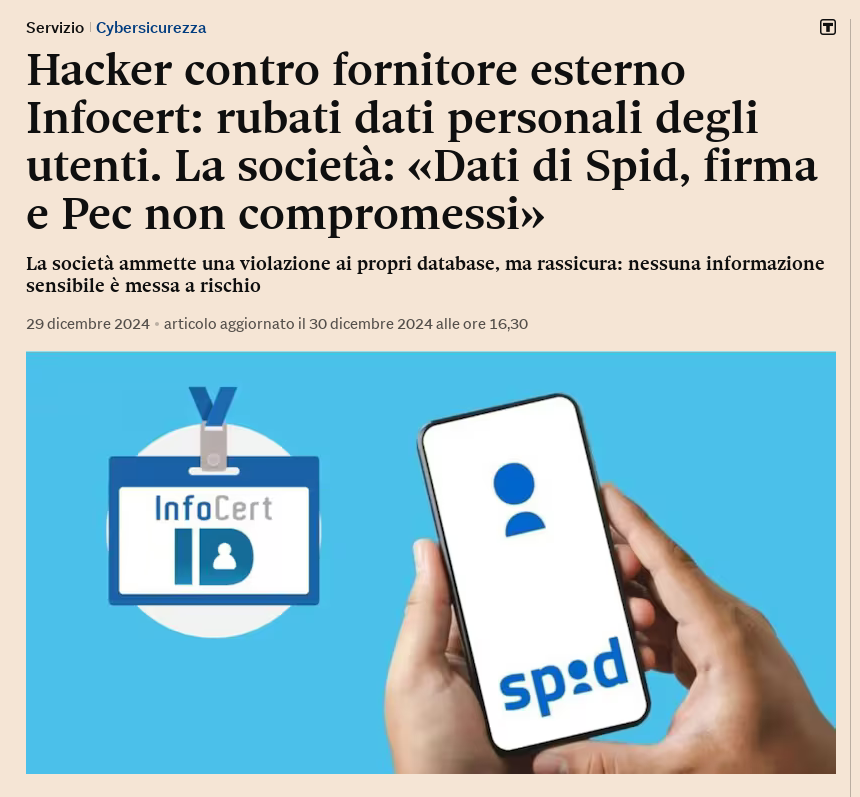 Servizio | Cybersicurezza
T
Hacker contro fornitore esterno
Infocert: rubati dati personali degli
utenti. La società: «Dati di Spid, firma
e Pec non compromessi»
La società ammette una violazione ai propri database, ma rassicura: nessuna informazione
sensibile è messa a rischio
29 dicembre 2024 • articolo aggiornato il 30 dicembre 2024 alle ore 16,30
InfoCert
ID
spid